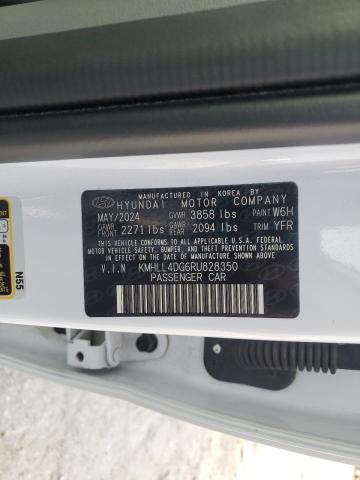 MANUFACTURED IN KOREA BY
HYUNDAI MOTOR COMPANY
MAY/2024 GVWR 3858 lbs PAINT W6H
GAWR FRONT 2271 lbs GAWR REAR 2094 lbs TRIM YFR
THIS VEHICLE CONFORMS TO ALL APPLICABLE U.S.A. FEDERAL
MOTOR VEHICLE SAFETY, BUMPER, AND THEFT PREVENTION STANDARDS
IN EFFECT ON THE DATE OF MANUFACTURE SHOWN ABOVE.
V.I.N KMHLL4DG6RU828350
PASSENGER CAR
N55